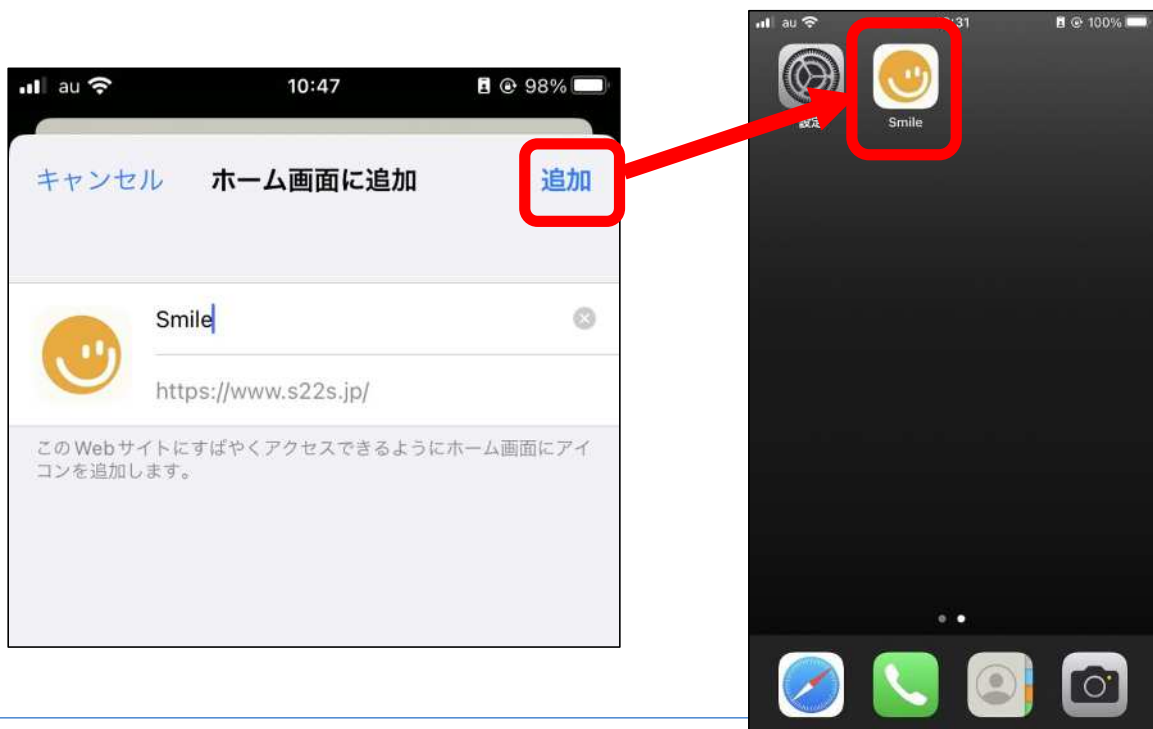 au
10:47
98%
キャンセル
ホーム画面に追加
追加
Smile
https://www.s22s.jp/
このWebサイトにすばやくアクセスできるようにホーム画面にアイ
コンを追加します。
au
31
100%
設定
Smile